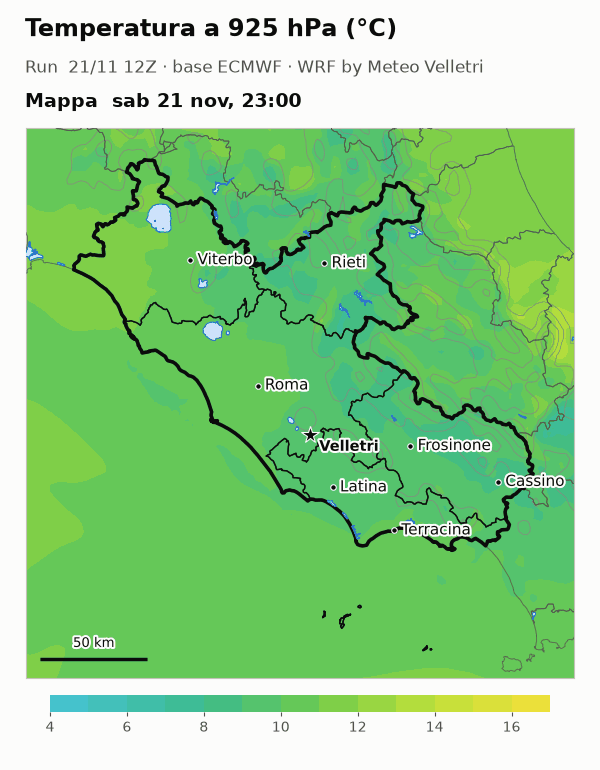 Temperatura a 925 hPa (°C)
Run  21/11 12Z · base ECMWF · WRF by Meteo Velletri
Mappa  sab 21 nov, 23:00
Viterbo
Rieti
Roma
Velletri
Frosinone
Cassino
Latina
Terracina
50 km
4 6 8 10 12 14 16